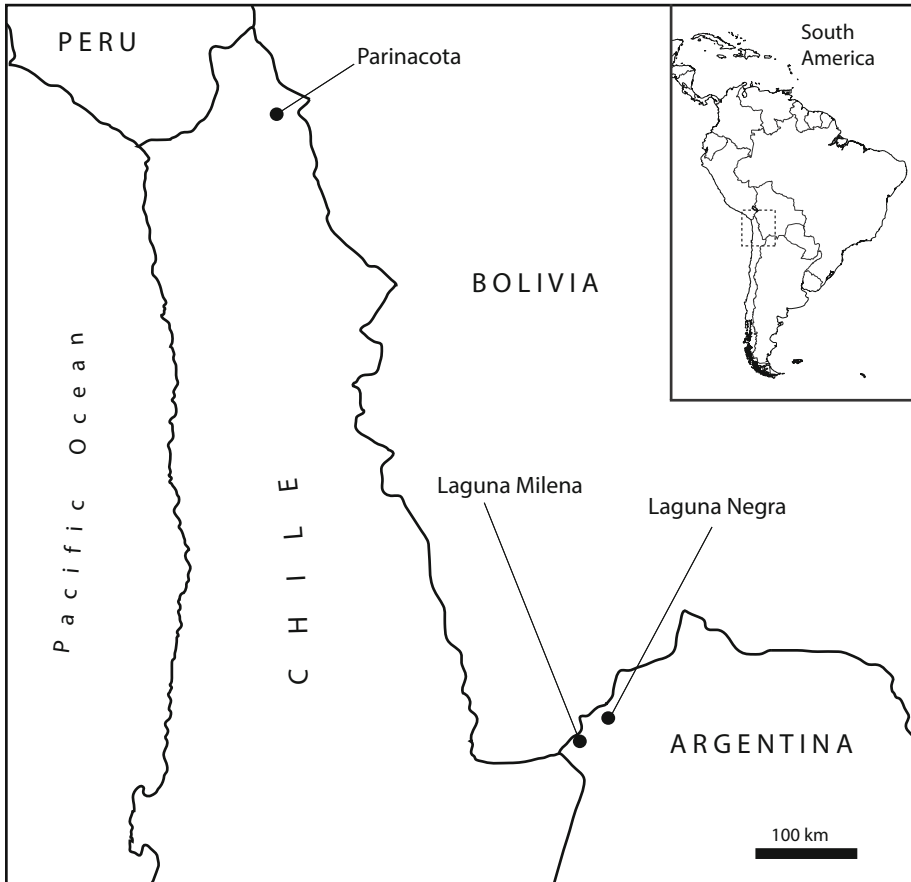 PERU
Parinacota
South
America
BOLIVIA
Pacific Ocean
CHILE
Laguna Milena
Laguna Negra
ARGENTINA
100 km